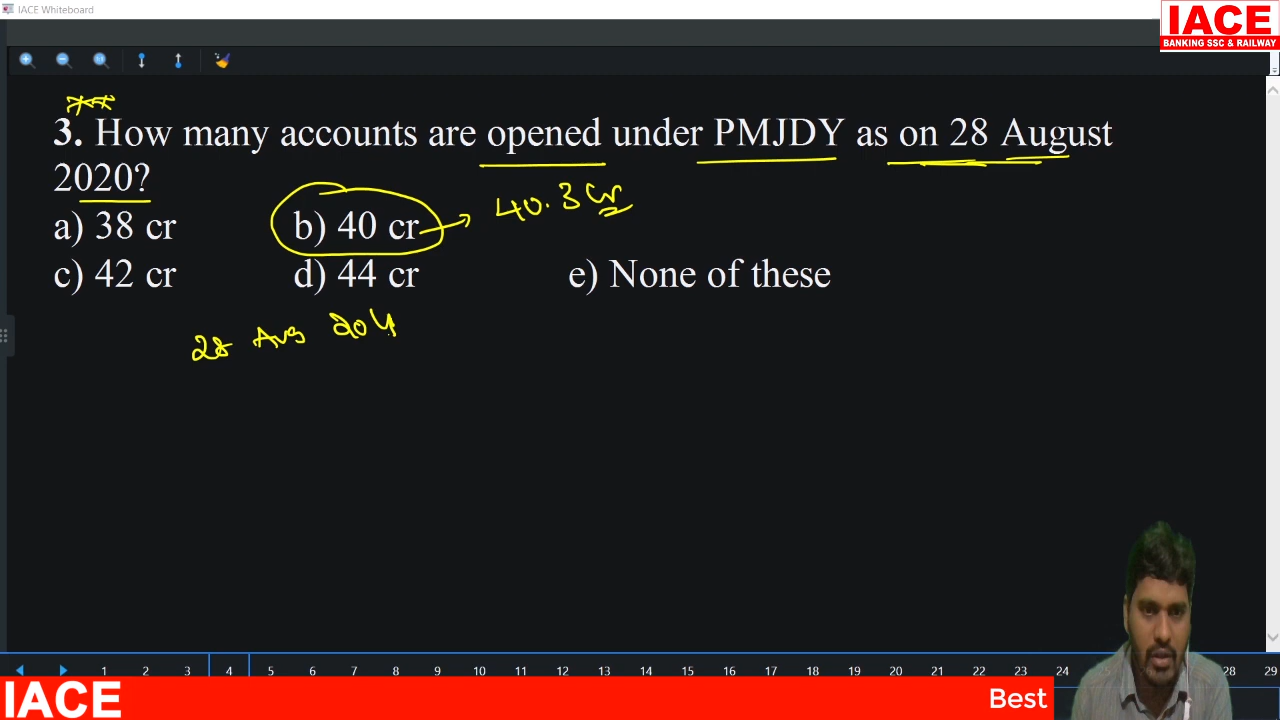 IACE Whiteboard
IACE
BANKING SSC & RAILWAY
3. How many accounts are opened under PMJDY as on 28 August
2020?
40.3 Cr
a) 38 cr b) 40 cr
c) 42 cr d) 44 cr e) None of these
28 Aug 2014
1 2 3 4 5 6 7 8 9 10 11 12 13 14 15 16 17 18 19 20 21 22 23 24 28 29
IACE
Best